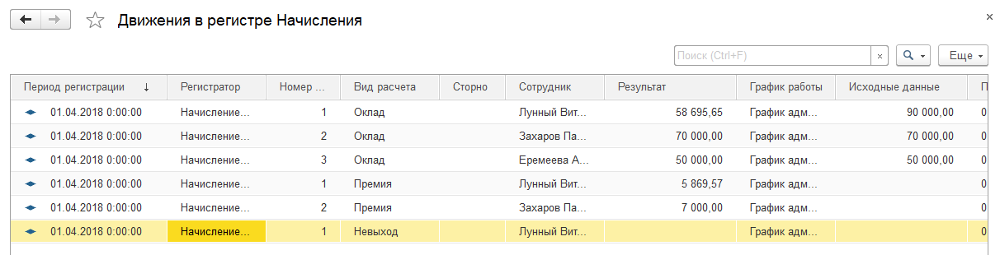 Движения в регистре Начисления
Поиск (Ctrl+F) × Еще
Период регистрации ↓ Регистратор Номер ... Вид расчета Сторно Сотрудник Результат График работы Исходные данные П
01.04.2018 0:00:00 Начисление... 1 Оклад Лунный Вит... 58 695,65 График адм... 90 000,00 0
01.04.2018 0:00:00 Начисление... 2 Оклад Захаров Па... 70 000,00 График адм... 70 000,00 0
01.04.2018 0:00:00 Начисление... 3 Оклад Еремеева А... 50 000,00 График адм... 50 000,00 0
01.04.2018 0:00:00 Начисление... 1 Премия Лунный Вит... 5 869,57 График адм... 0
01.04.2018 0:00:00 Начисление... 2 Премия Захаров Па... 7 000,00 График адм... 0
01.04.2018 0:00:00 Начисление... 1 Невыход Лунный Вит... График адм... 0